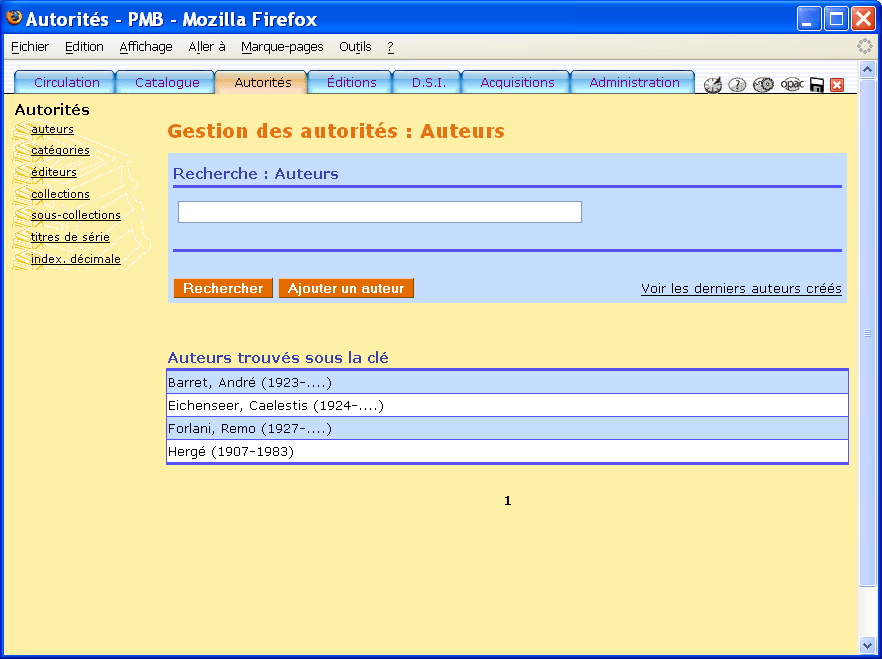 Autorités - PMB - Mozilla Firefox
Fichier Edition Affichage Aller à Marque-pages Outils ?
Circulation Catalogue Autorités Éditions D.S.I. Acquisitions Administration ? opac
Autorités
auteurs
catégories
éditeurs
collections
sous-collections
titres de série
index. décimale
Gestion des autorités : Auteurs
Recherche : Auteurs
Rechercher Ajouter un auteur Voir les derniers auteurs créés
Auteurs trouvés sous la clé
Barret, André (1923-....)
Eichenseer, Caelestis (1924-....)
Forlani, Remo (1927-....)
Hergé (1907-1983)
1